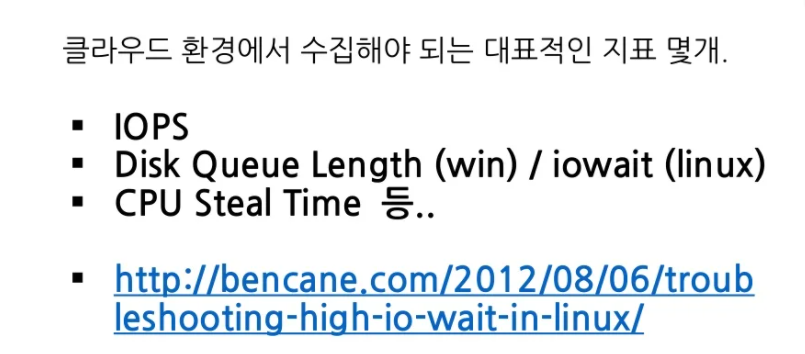 클라우드 환경에서 수집해야 되는 대표적인 지표 몇개.
▪ IOPS
▪ Disk Queue Length (win) / iowait (linux)
▪ CPU Steal Time 등..
▪ http://bencane.com/2012/08/06/troub
leshooting-high-io-wait-in-linux/